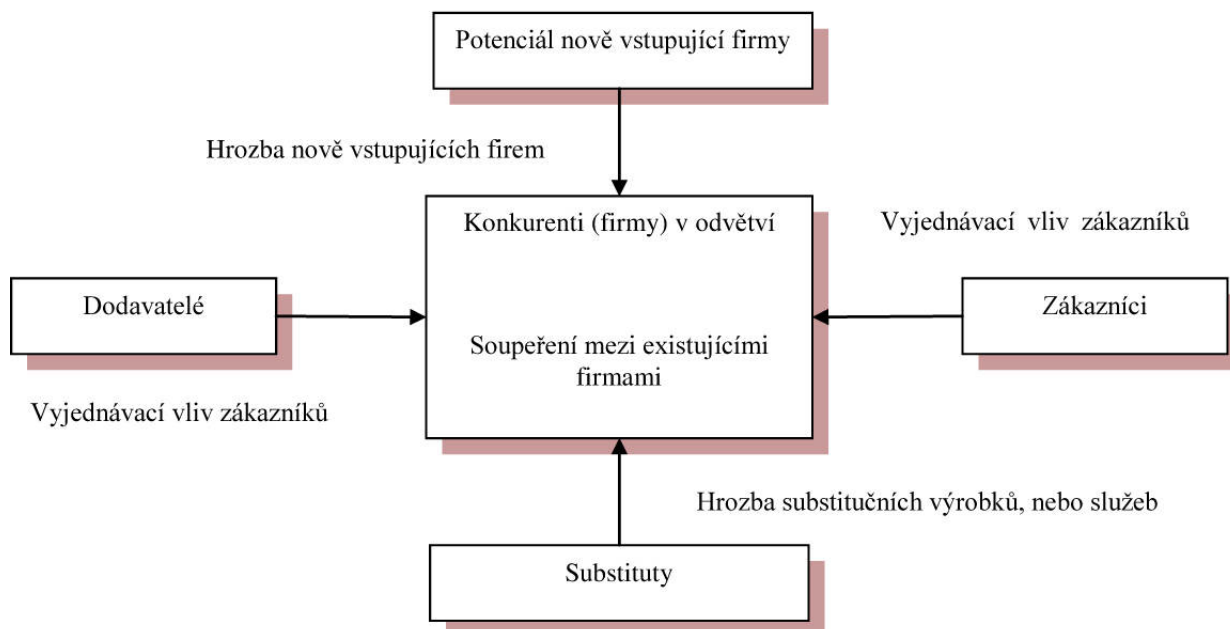 Potenciál nově vstupující firmy
Hrozba nově vstupujících firem
Konkurenti (firmy) v odvětví
Vyjednávací vliv zákazníků
Dodavatelé
Zákazníci
Soupeření mezi existujícími
firmami
Vyjednávací vliv zákazníků
Hrozba substitučních výrobků, nebo služeb
Substituty